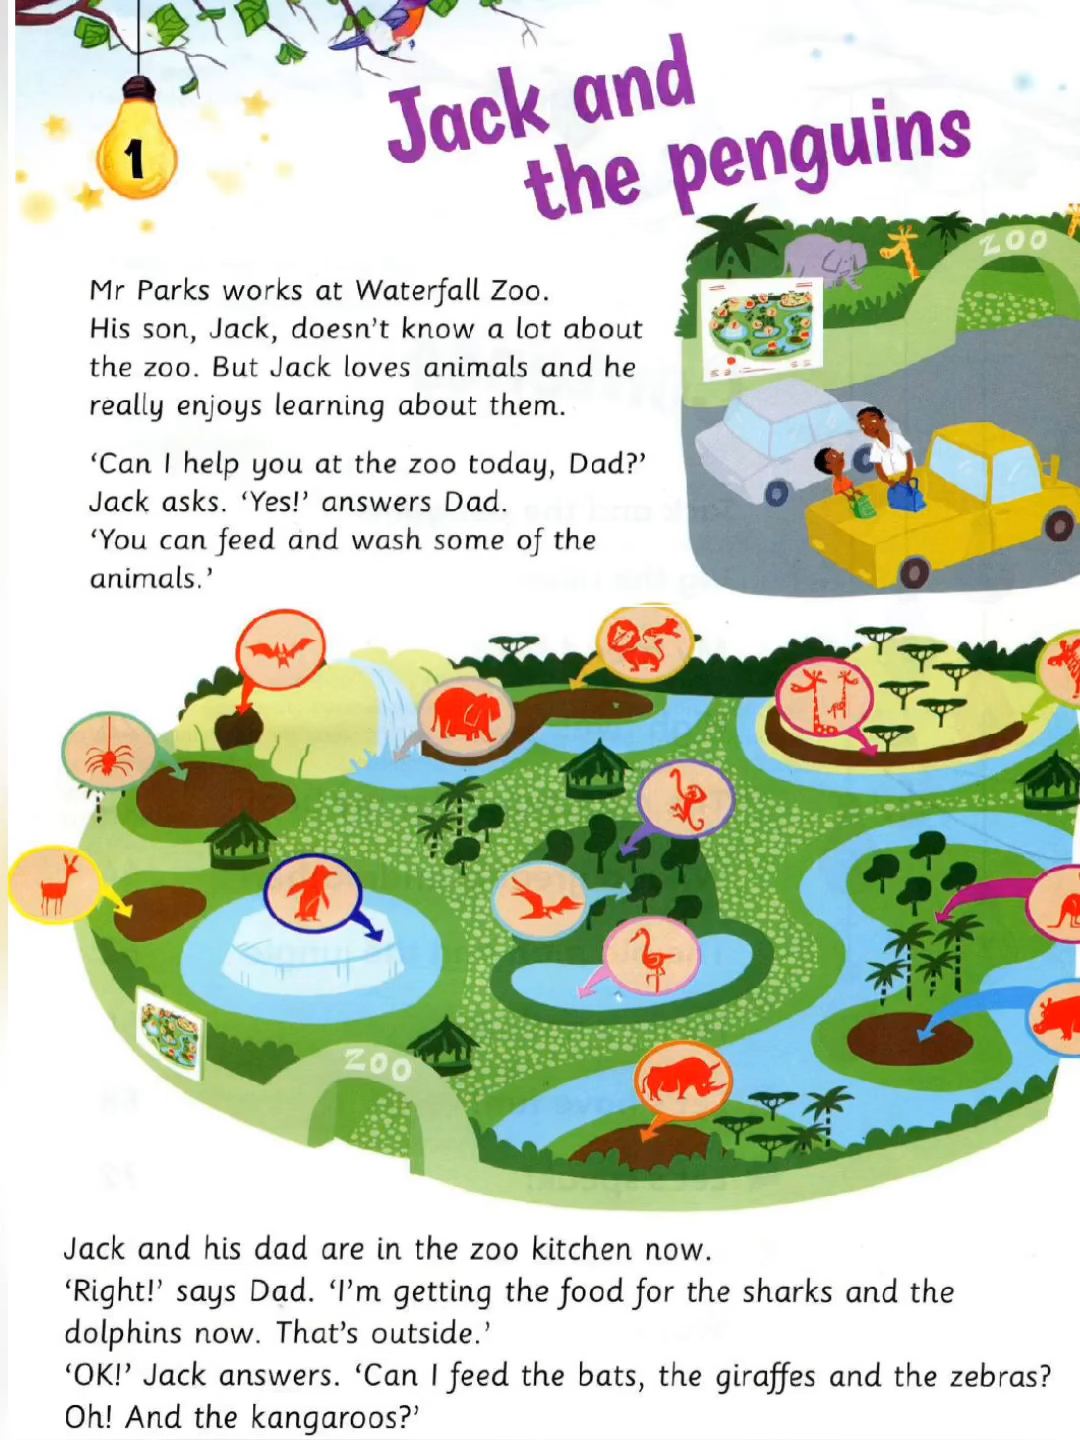 1
Jack and
the penguins
ZOO
Mr Parks works at Waterfall Zoo.
His son, Jack, doesn't know a lot about
the zoo. But Jack loves animals and he
really enjoys learning about them.
'Can I help you at the zoo today, Dad?'
Jack asks. 'Yes!' answers Dad.
'You can feed and wash some of the
animals.'
ZOO
Jack and his dad are in the zoo kitchen now.
'Right!' says Dad. 'I'm getting the food for the sharks and the
dolphins now. That's outside.'
'OK!' Jack answers. 'Can I feed the bats, the giraffes and the zebras?
Oh! And the kangaroos?'